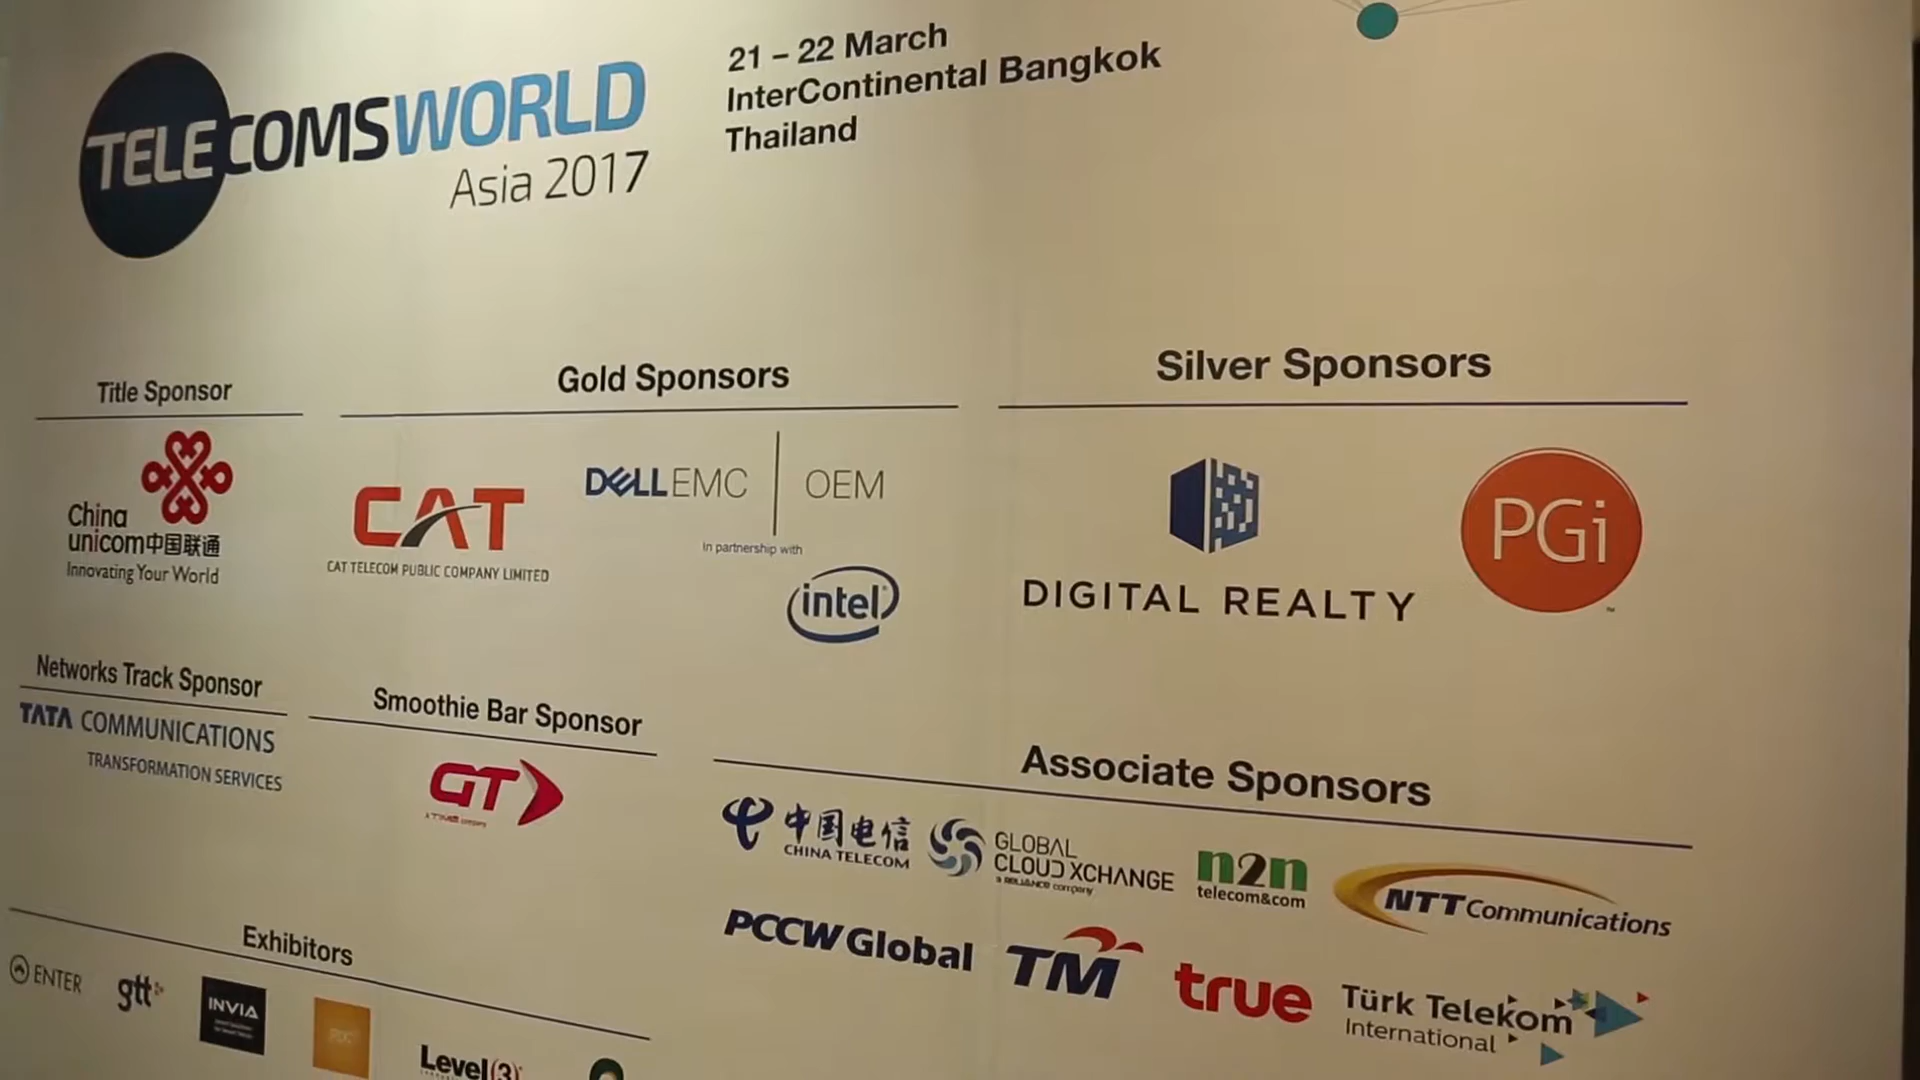 TELECOMSWORLD
Asia 2017
21 – 22 March
InterContinental Bangkok
Thailand
Title Sponsor
China
unicom中国联通
Innovating Your World
Gold Sponsors
CAT
CAT TELECOM PUBLIC COMPANY LIMITED
DELLEMC OEM
In partnership with
intel
Silver Sponsors
DIGITAL REALTY
PGi
Networks Track Sponsor
TATA COMMUNICATIONS
TRANSFORMATION SERVICES
Smoothie Bar Sponsor
GT
Associate Sponsors
中国电信
CHINA TELECOM
GLOBAL
CLOUDXCHANGE
a RELIANCE company
n2n
telecom&com
NTT Communications
PCCW Global
TM
true
Türk Telekom
International
Exhibitors
ENTER
gtt
INVIA
Level(3)